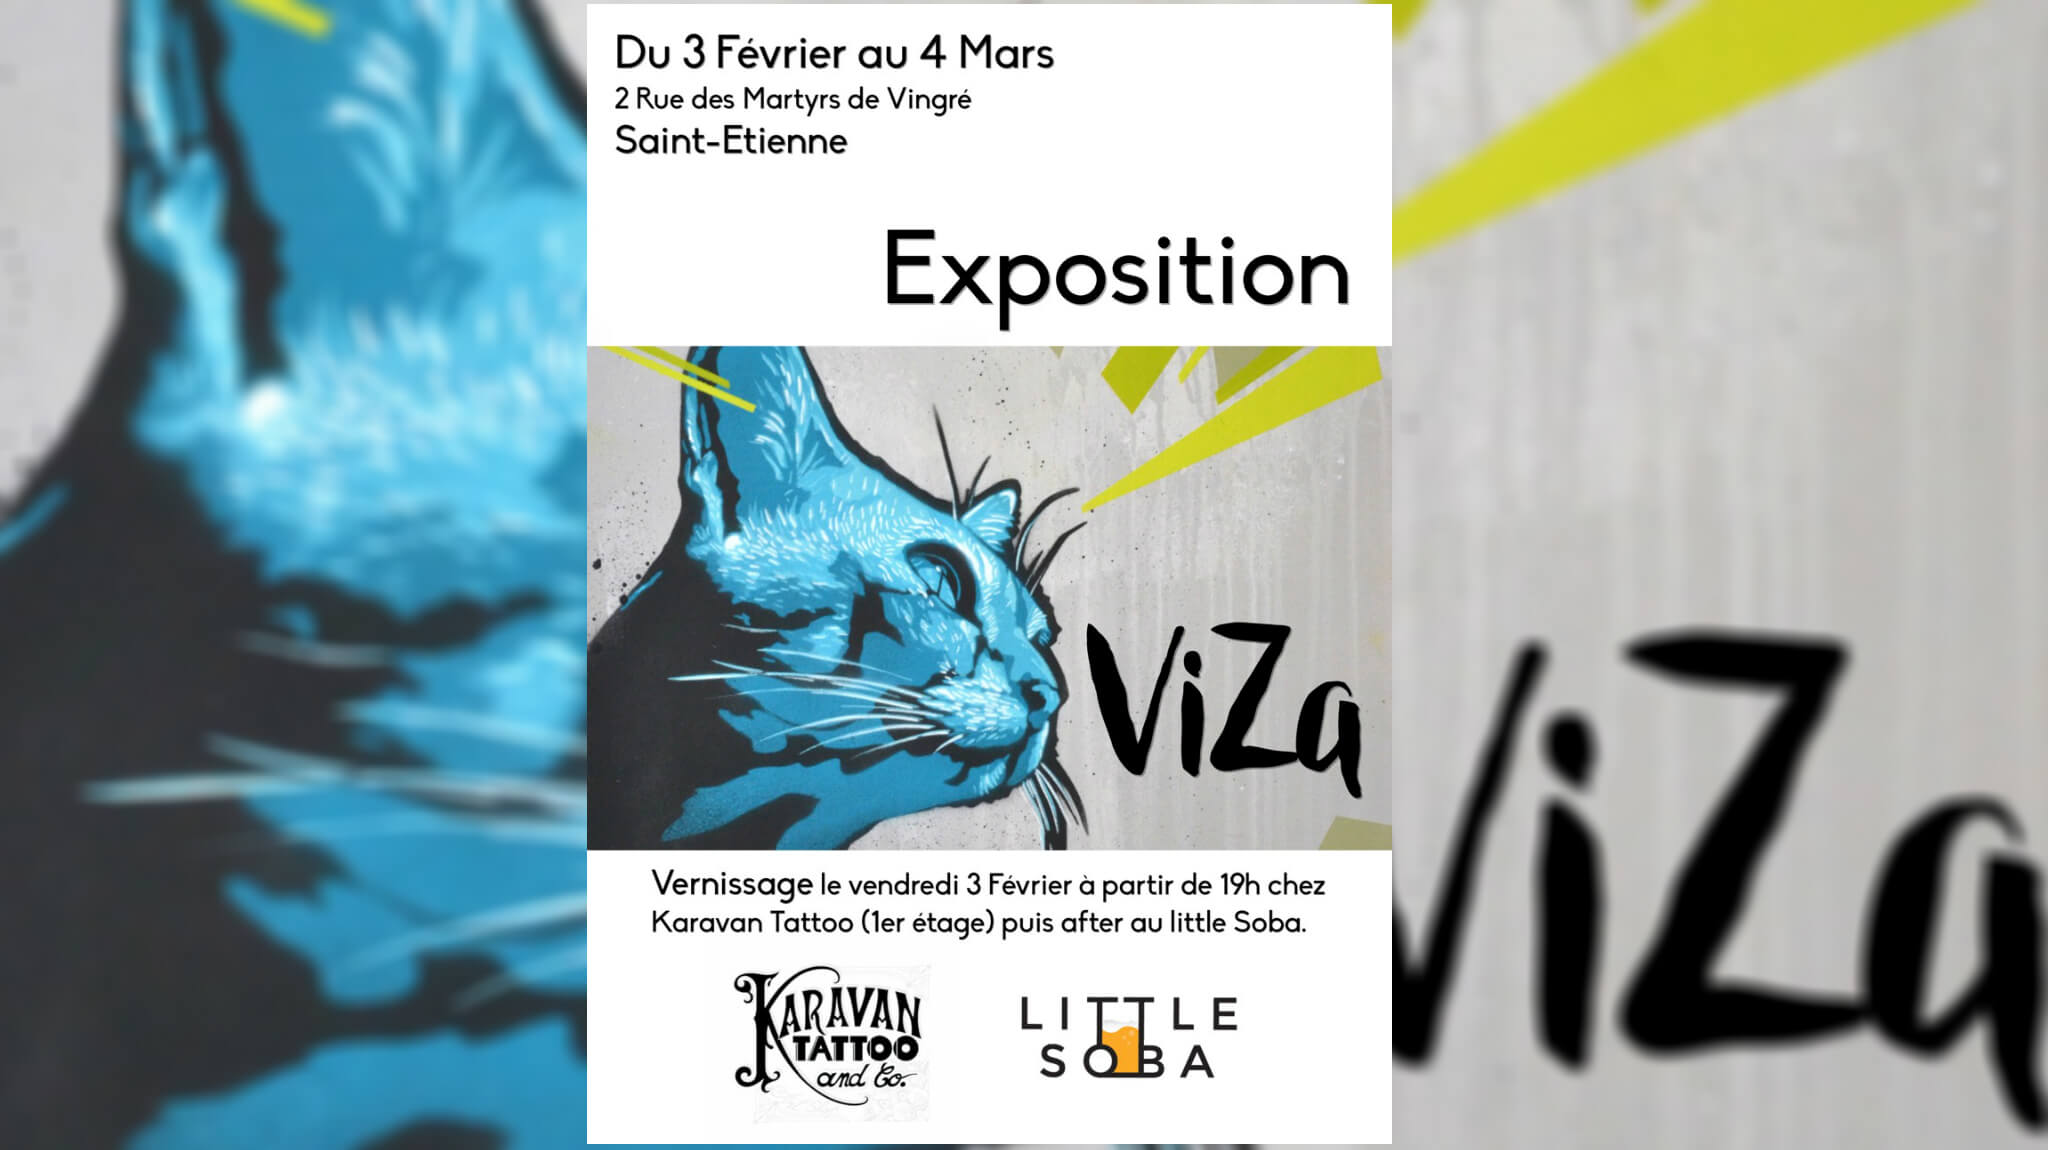 Du 3 Février au 4 Mars
2 Rue des Martyrs de Vingré
Saint-Etienne
Exposition
ViZa
Vernissage le vendredi 3 Février à partir de 19h chez
Karavan Tattoo (1er étage) puis after au little Soba.
KARAVAN
TATTOO
and Co.
LITTLE
SOBA
ViZa